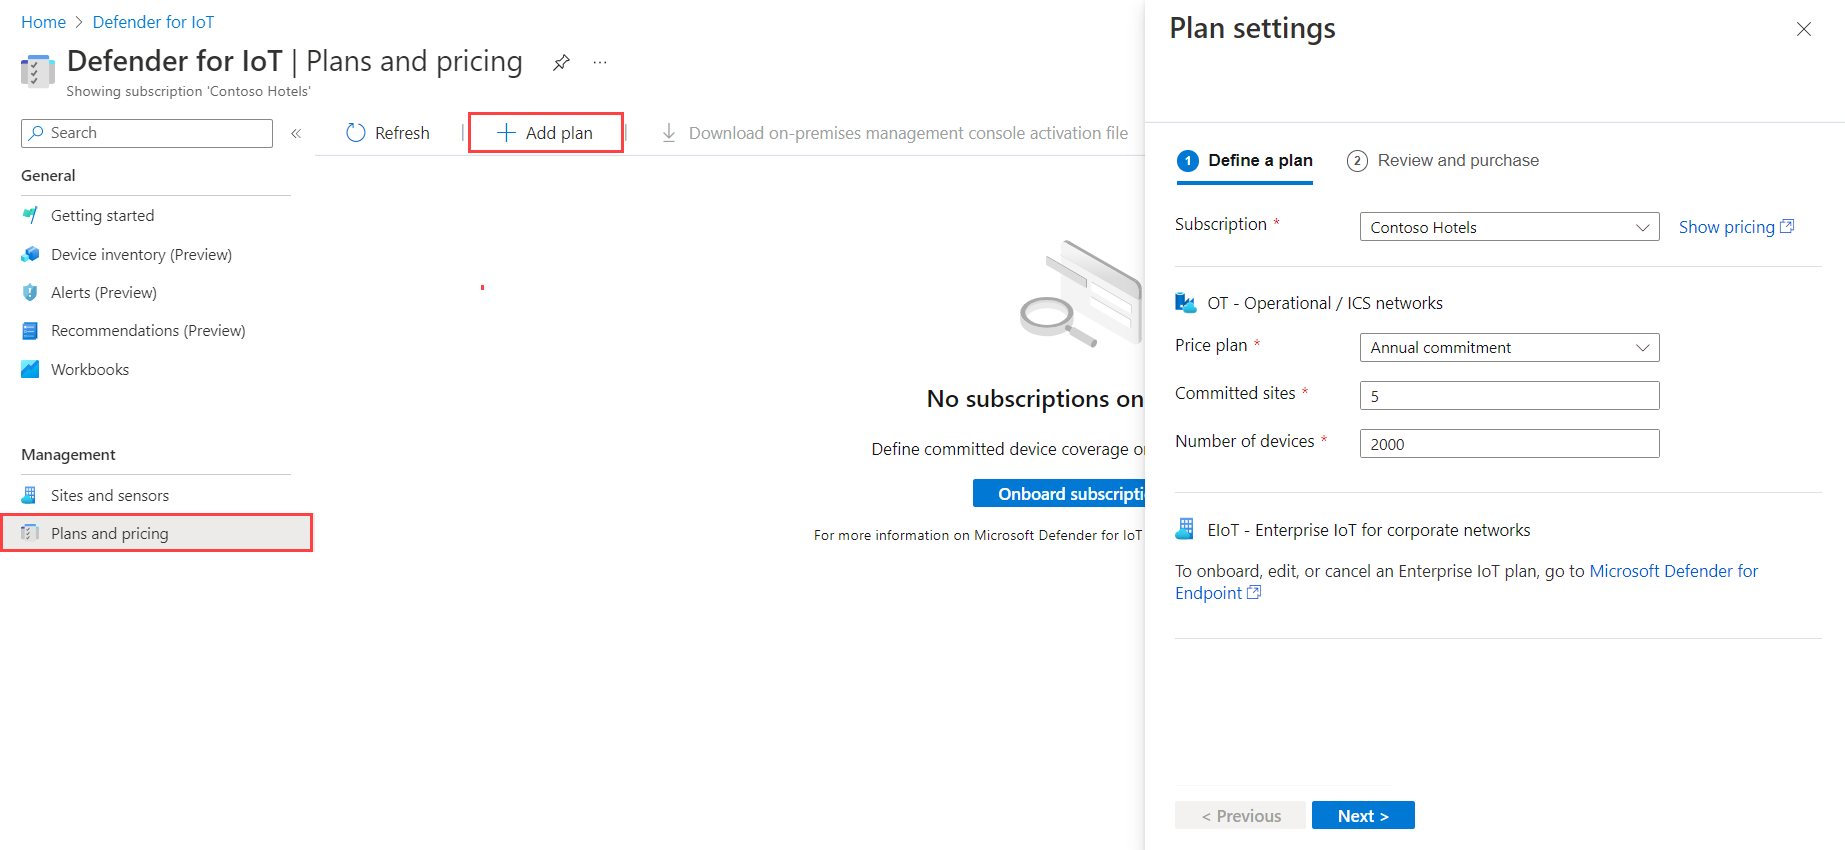 Home > Defender for IoT
Defender for IoT | Plans and pricing
Showing subscription 'Contoso Hotels'
Search
«
General
Getting started
Device inventory (Preview)
Alerts (Preview)
Recommendations (Preview)
Workbooks
Management
Sites and sensors
Plans and pricing
Refresh
Add plan
Download on-premises management console activation file
No subscriptions on
Define committed device coverage
Onboard
For more information on Microsoft Defender for IoT
Plan settings
1 Define a plan
2 Review and purchase
Subscription *
Contoso Hotels
Show pricing
OT - Operational / ICS networks
Price plan *
Annual commitment
Committed sites *
5
Number of devices *
2000
EIoT - Enterprise IoT for corporate networks
To onboard, edit, or cancel an Enterprise IoT plan, go to Microsoft Defender for
Endpoint
< Previous
Next >